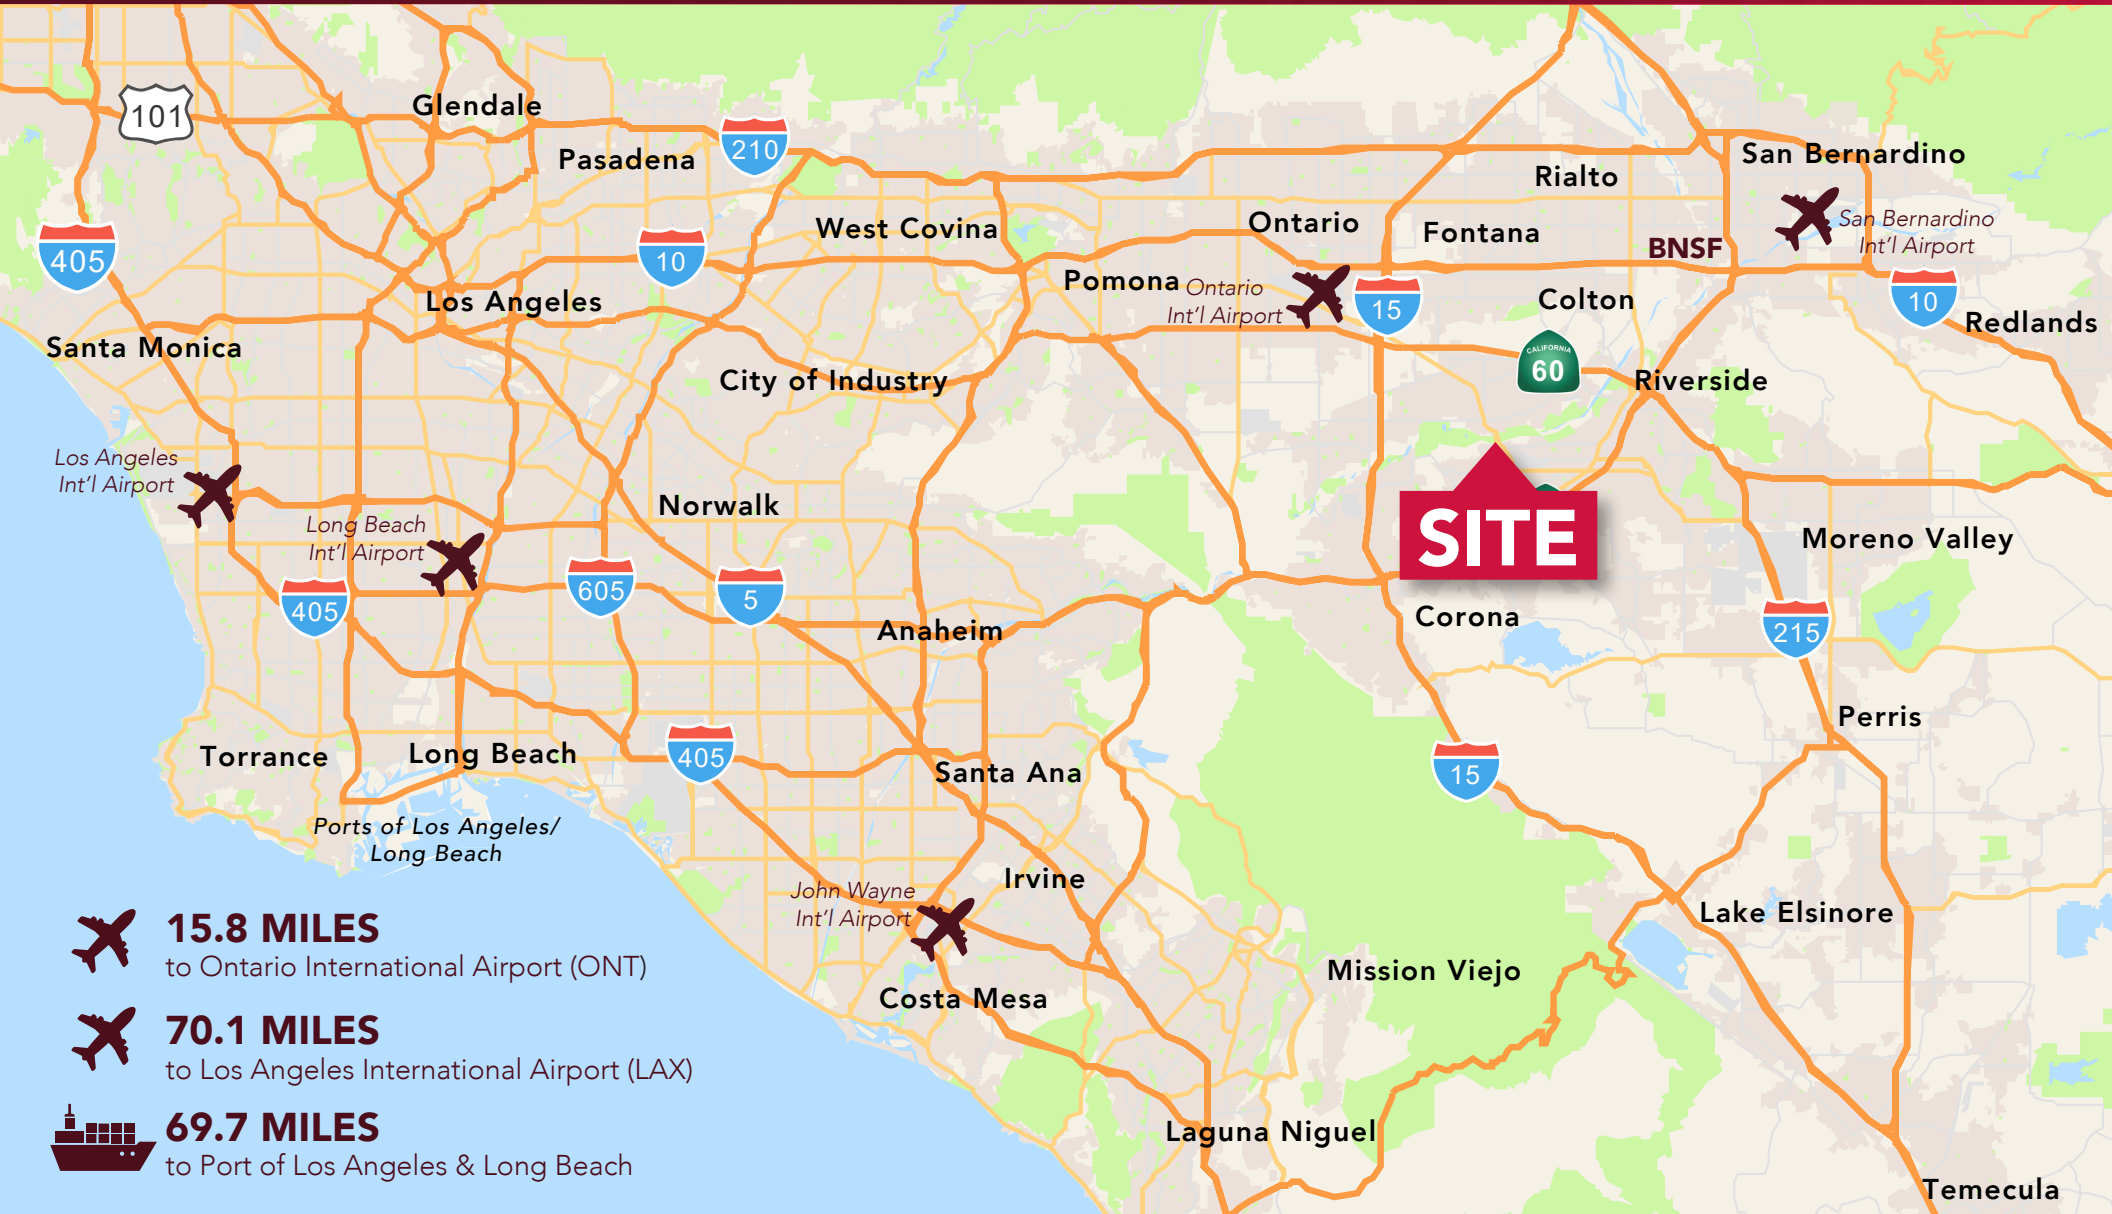 101
Glendale
Pasadena
210
San Bernardino
Rialto
405
10
West Covina
Ontario
Fontana
BNSF
San Bernardino
Int'l Airport
Los Angeles
Pomona
Ontario
Int'l Airport
15
Colton
10
Redlands
Santa Monica
City of Industry
CALIFORNIA
60
Riverside
Los Angeles
Int'l Airport
Long Beach
Int'l Airport
Norwalk
SITE
Moreno Valley
405
605
5
Anaheim
Corona
215
Perris
Torrance
Long Beach
405
Santa Ana
15
Ports of Los Angeles/
Long Beach
John Wayne
Int'l Airport
Irvine
Lake Elsinore
Mission Viejo
Costa Mesa
Laguna Niguel
Temecula
15.8 MILES
to Ontario International Airport (ONT)
70.1 MILES
to Los Angeles International Airport (LAX)
69.7 MILES
to Port of Los Angeles & Long Beach